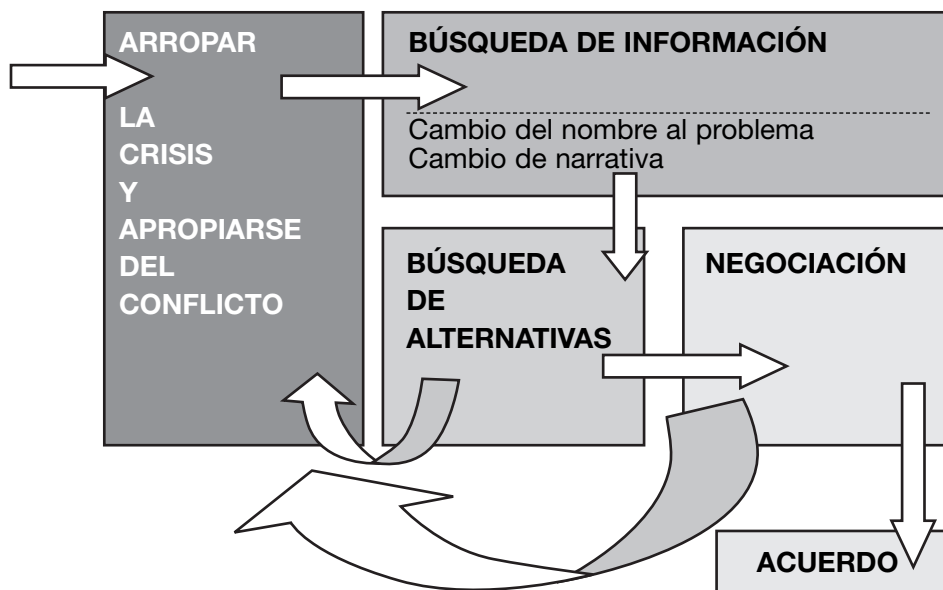 ARROPAR
LA
CRISIS
Y
APROPIARSE
DEL
CONFLICTO
BÚSQUEDA DE INFORMACIÓN
Cambio del nombre al problema
Cambio de narrativa
BÚSQUEDA
DE
ALTERNATIVAS
NEGOCIACIÓN
ACUERDO